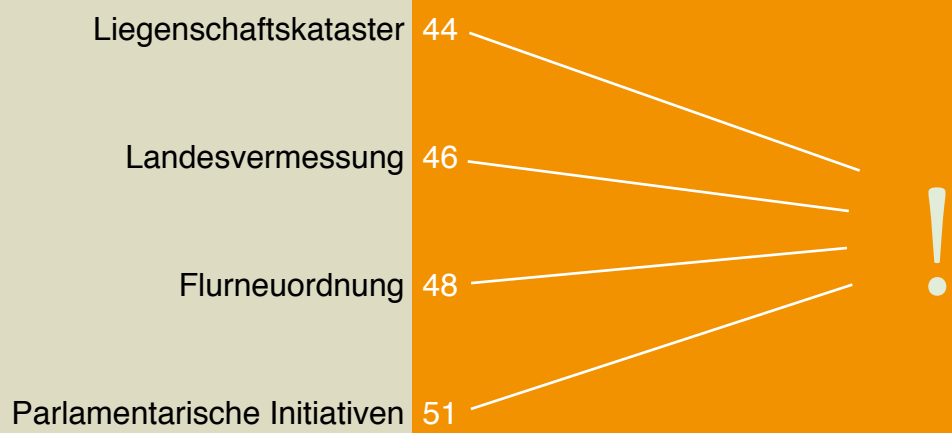 Liegenschaftskataster 44
Landesvermessung 46
!
Flurneuordnung 48
Parlamentarische Initiativen 51